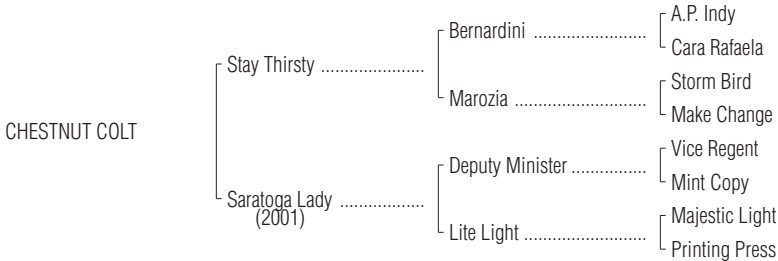 A.P. Indy
Bernardini ........................
Cara Rafaela
Stay Thirsty ......................
Storm Bird
Marozia ............................
Make Change
CHESTNUT COLT
Vice Regent
Deputy Minister ................
Mint Copy
Saratoga Lady ..................
(2001)
Majestic Light
Lite Light ..........................
Printing Press